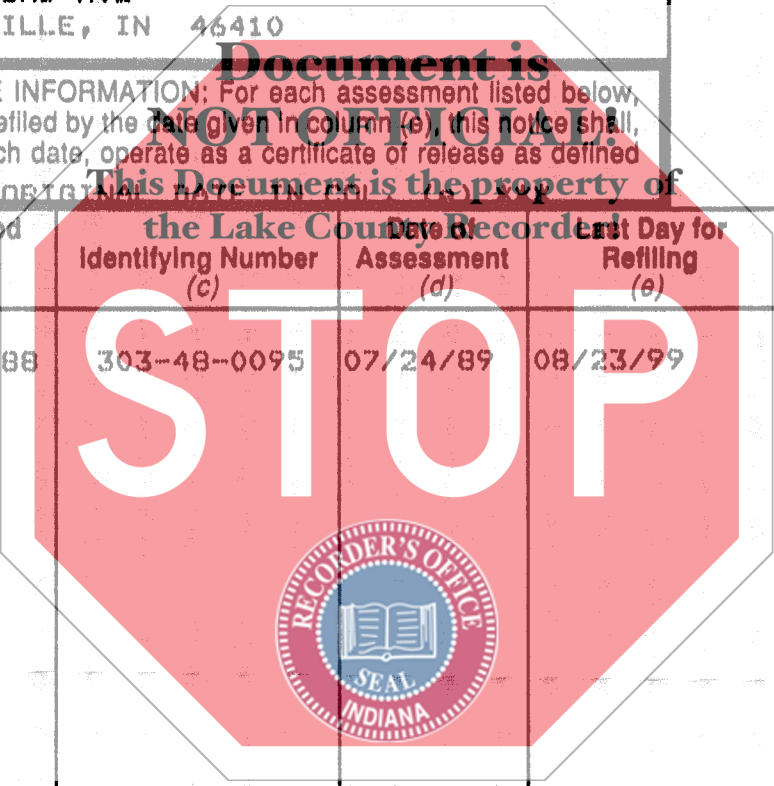 ILLE, IN 46410
Document is
INFORMATION: For each assessment listed below,
NOT OFFICIAL!
efiled by the date given in column (e), this notice shall,
ch date, operate as a certificate of release as defined
This Document is the property of
the Lake County Recorder!
Identifying Number
(c)
Date of
Assessment
(d)
Last Day for
Refiling
(e)
88 303-48-0095 07/24/89 08/23/99
STOP
RECORDER'S OFFICE
SEAL
INDIANA